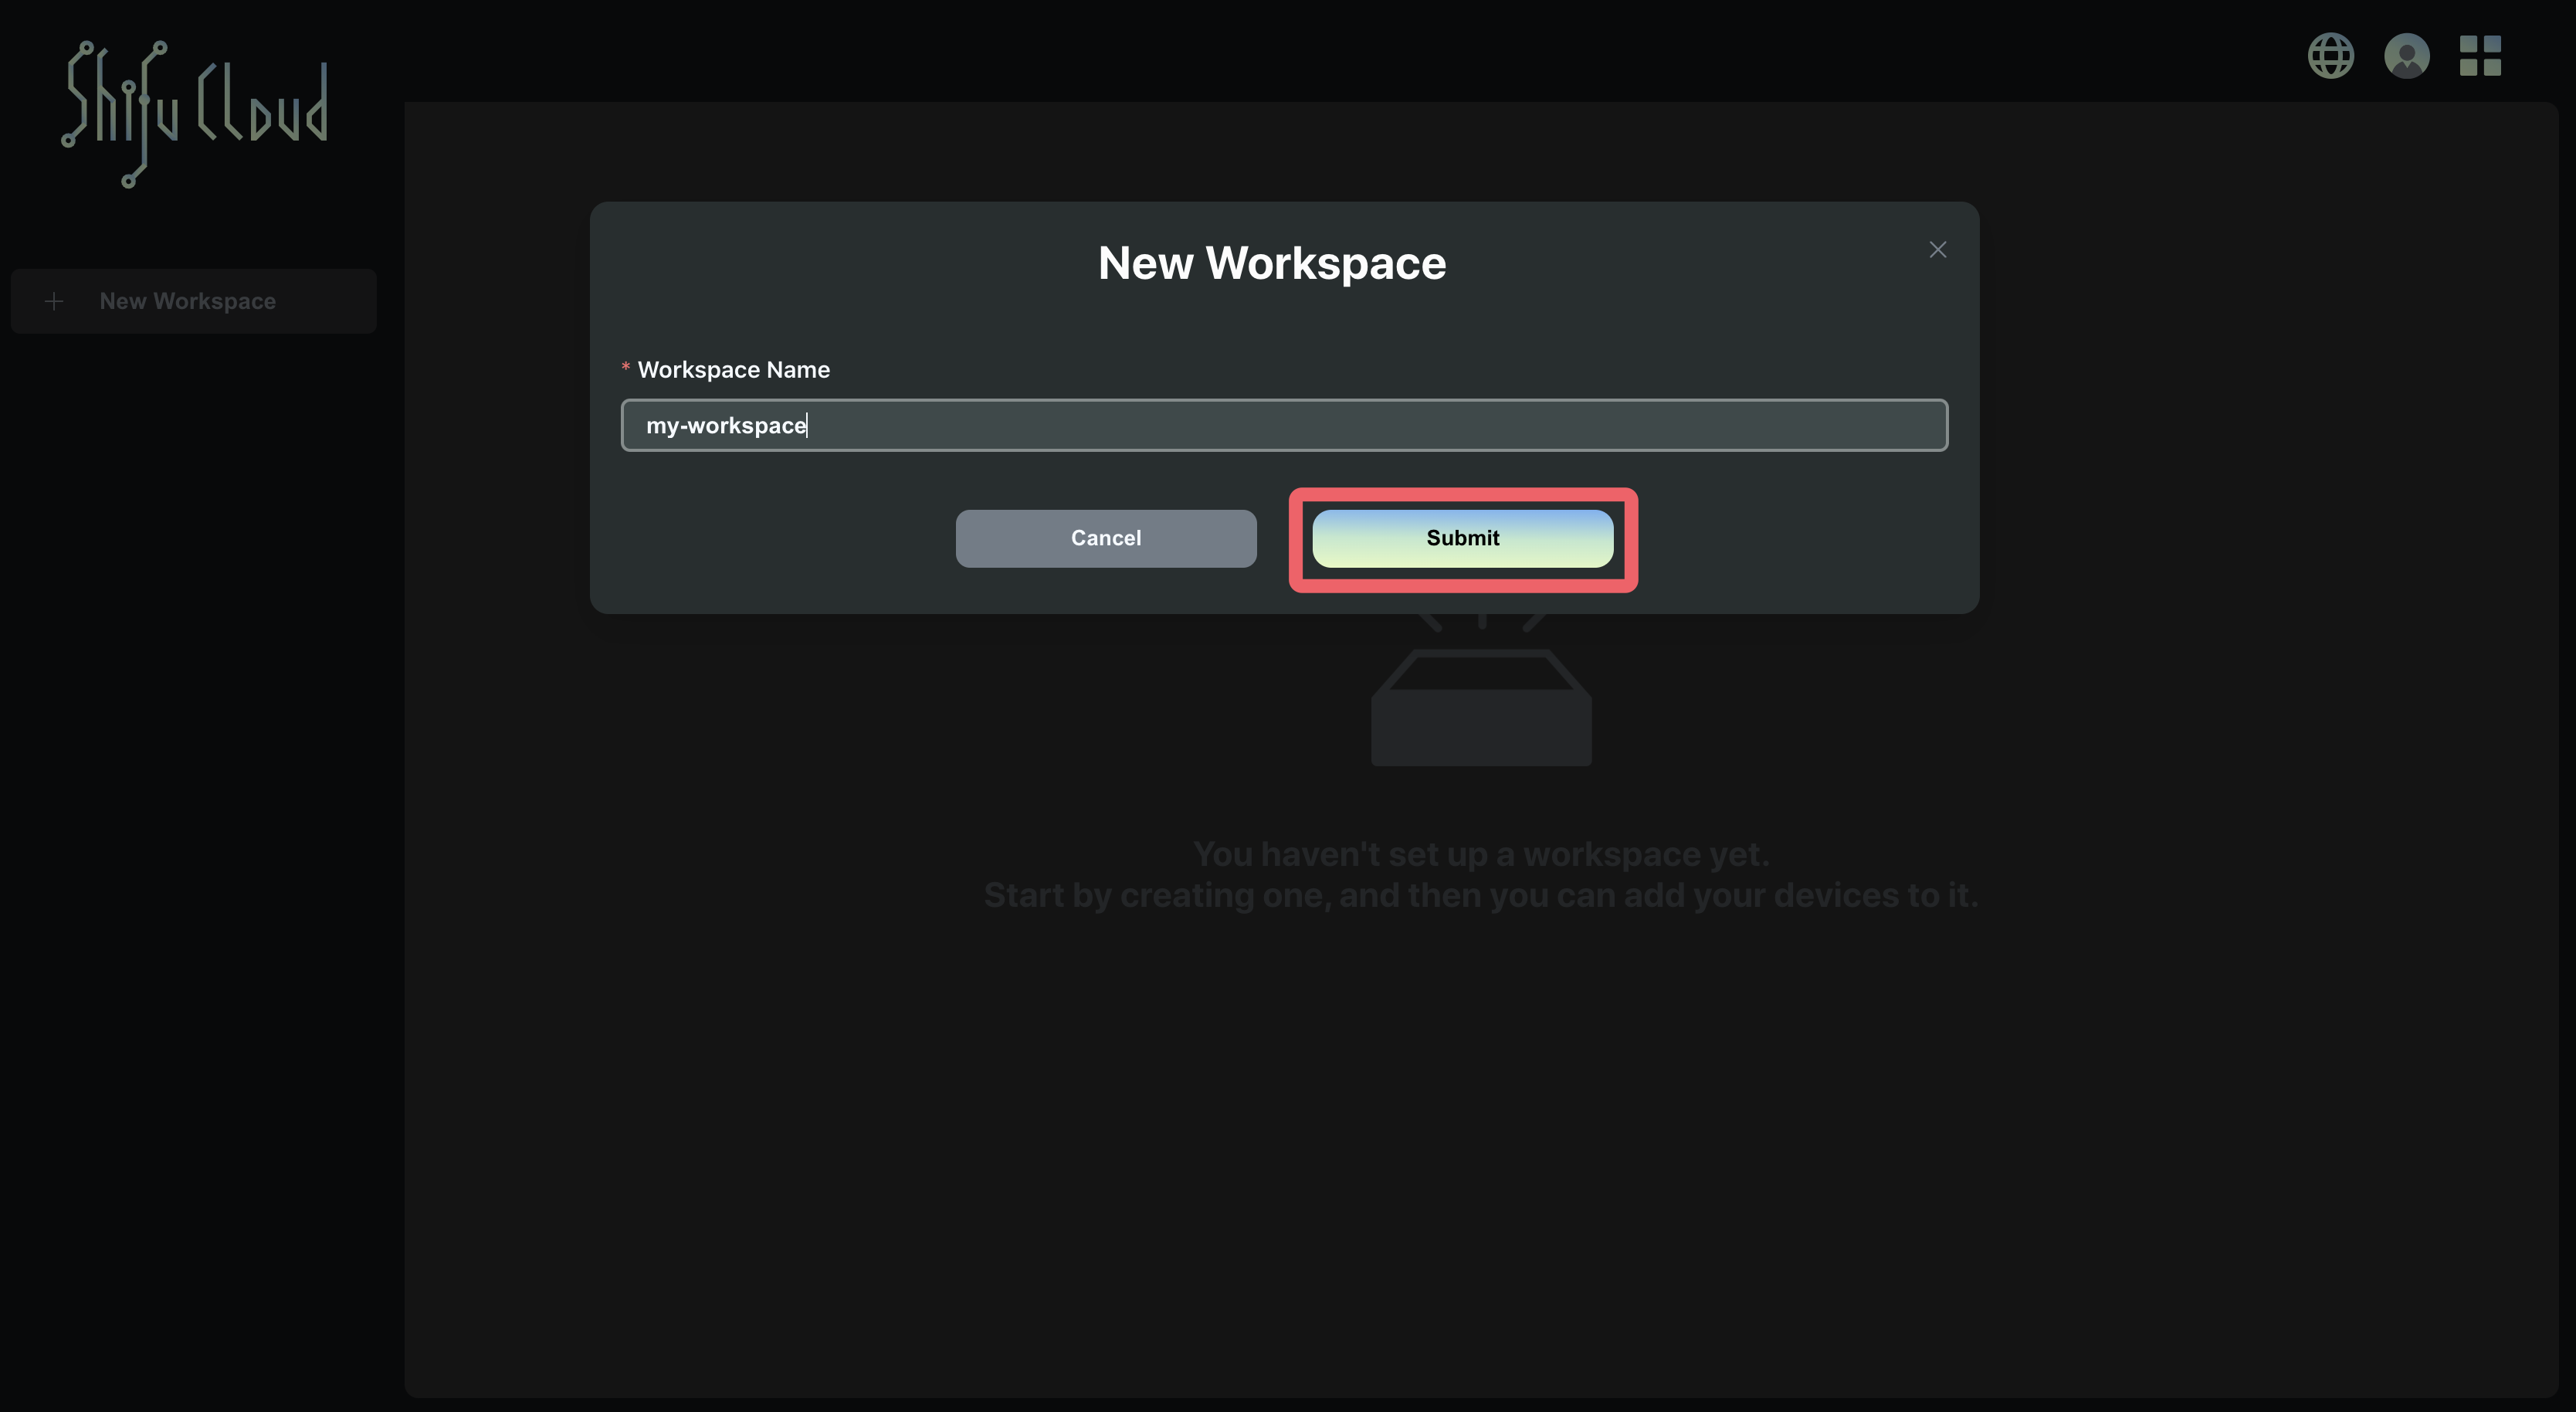 Shifu Cloud
New Workspace
New Workspace
* Workspace Name
my-workspace
Cancel
Submit
You haven't set up a workspace yet.
Start by creating one, and then you can add your devices to it.